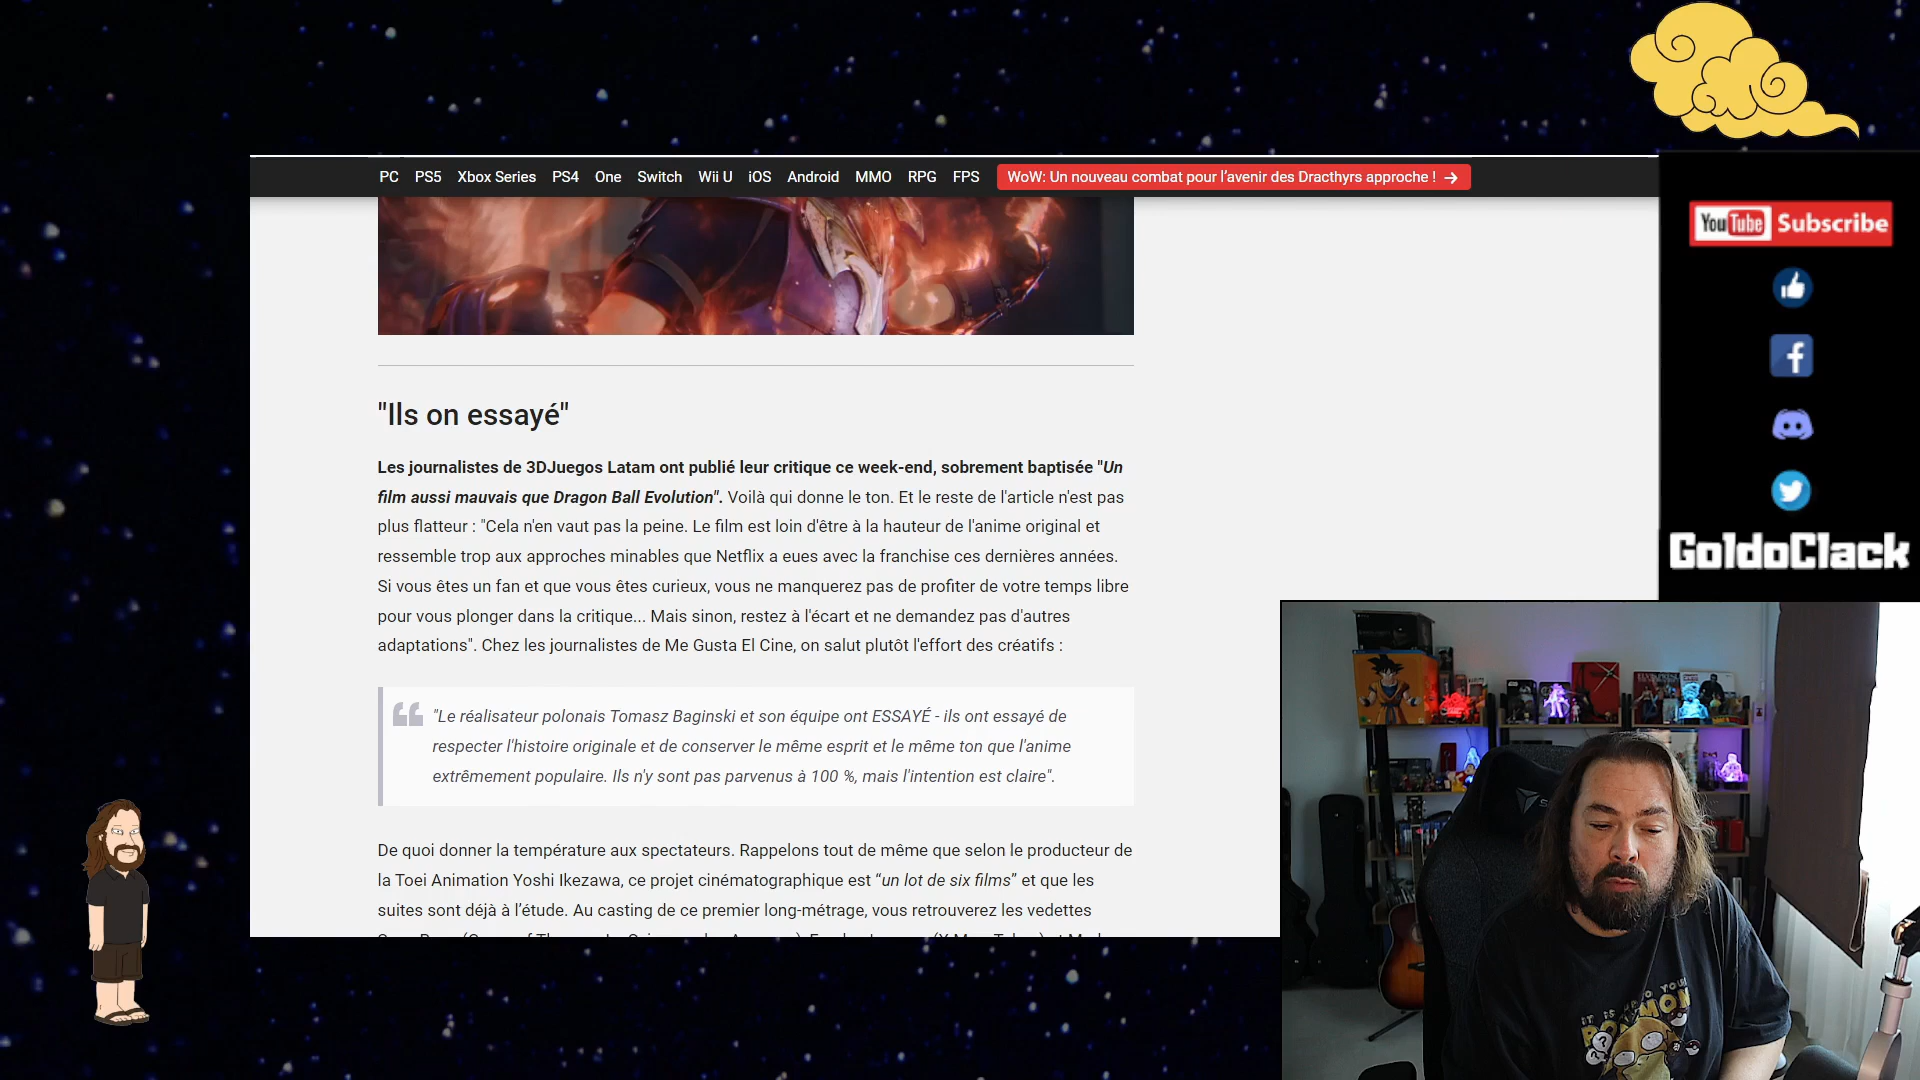 PC PS5 Xbox Series PS4 One Switch Wii U iOS Android MMO RPG FPS WoW: Un nouveau combat pour l’avenir des Dracthyrs approche !
YouTube Subscribe
"Ils on essayé"
Les journalistes de 3DJuegos Latam ont publié leur critique ce week-end, sobrement baptisée "Un
film aussi mauvais que Dragon Ball Evolution". Voilà qui donne le ton. Et le reste de l'article n'est pas
plus flatteur : "Cela n'en vaut pas la peine. Le film est loin d'être à la hauteur de l'anime original et
ressemble trop aux approches minables que Netflix a eues avec la franchise ces dernières années.
Si vous êtes un fan et que vous êtes curieux, vous ne manquerez pas de profiter de votre temps libre
pour vous plonger dans la critique... Mais sinon, restez à l'écart et ne demandez pas d'autres
adaptations". Chez les journalistes de Me Gusta El Cine, on salut plutôt l'effort des créatifs :
"Le réalisateur polonais Tomasz Baginski et son équipe ont ESSAYÉ - ils ont essayé de
respecter l'histoire originale et de conserver le même esprit et le même ton que l'anime
extrêmement populaire. Ils n'y sont pas parvenus à 100 %, mais l'intention est claire".
De quoi donner la température aux spectateurs. Rappelons tout de même que selon le producteur de
la Toei Animation Yoshi Ikezawa, ce projet cinématographique est “un lot de six films” et que les
suites sont déjà à l’étude. Au casting de ce premier long-métrage, vous retrouverez les vedettes
GoldoClack